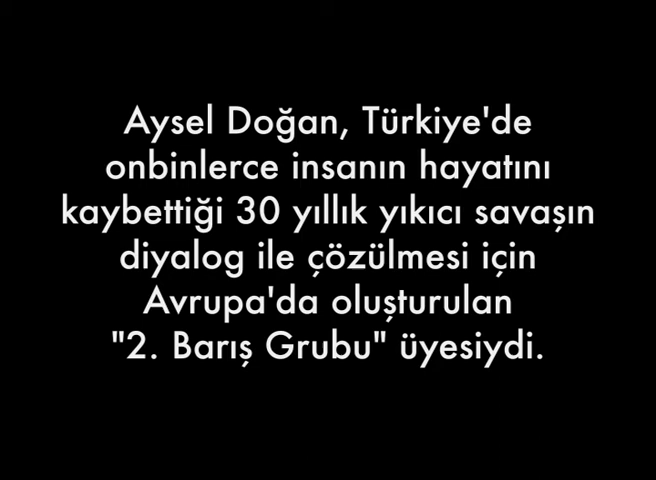 Aysel Doğan, Türkiye'de
onbinlerce insanın hayatını
kaybettiği 30 yıllık yıkıcı savaşın
diyalog ile çözülmesi için
Avrupa'da oluşturulan
"2. Barış Grubu" üyesiydi.